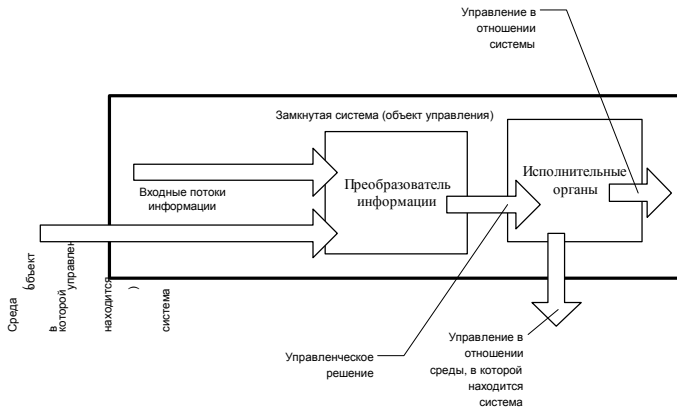 Управление в
отношении
системы
Замкнутая система (объект управления)
Преобразователь
информации
Исполнительные
органы
Входные потоки
информации
Среда (объект
управлен
в
которой
находится
)
система
Управленческое
решение
Управление в
отношении
среды, в которой
находится
система